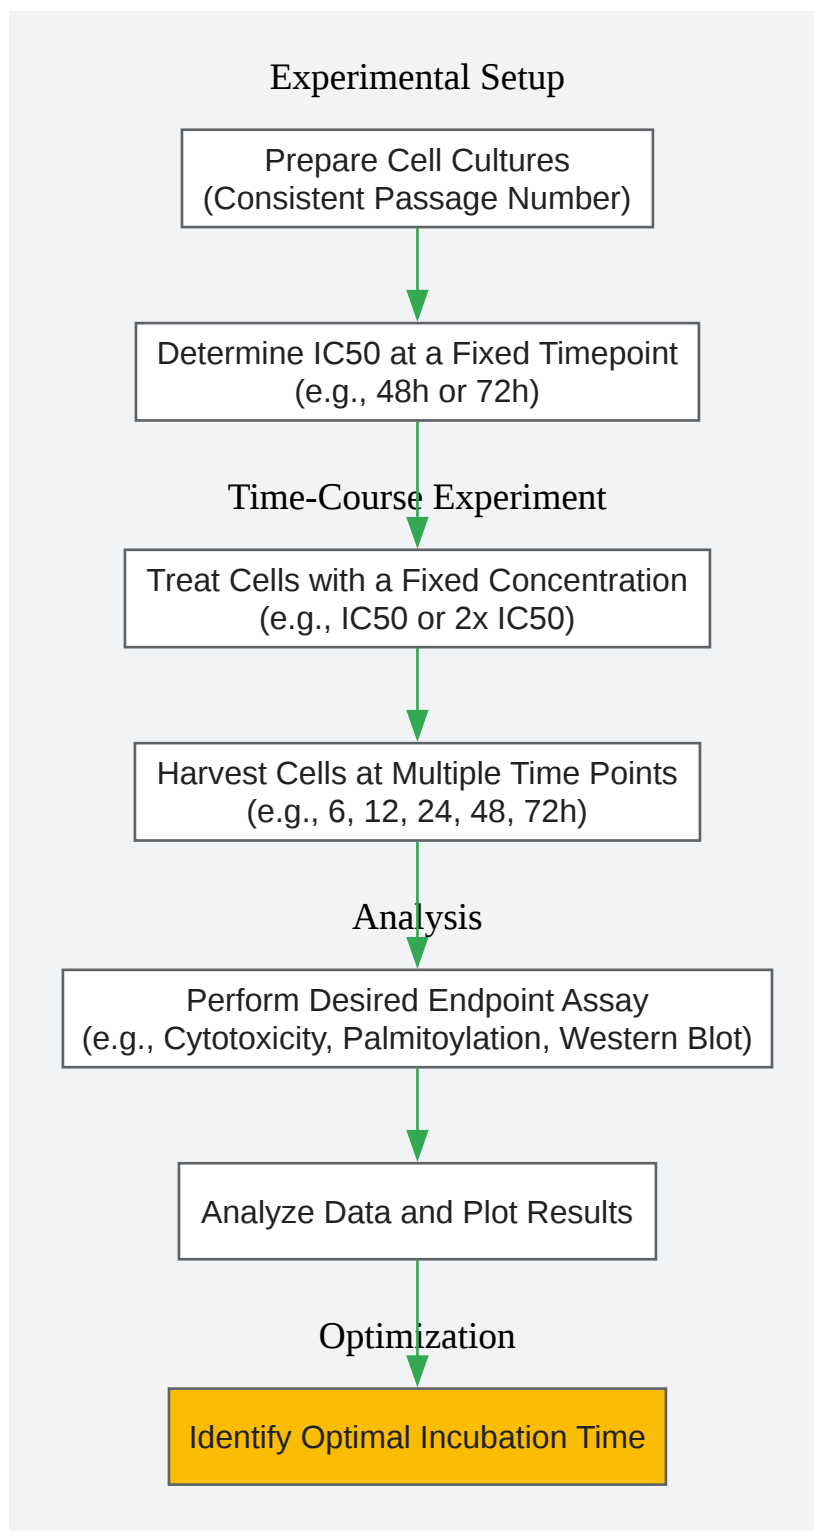 Experimental Setup
Prepare Cell Cultures
(Consistent Passage Number)
Determine IC50 at a Fixed Timepoint
(e.g., 48h or 72h)
Time-Course Experiment
Treat Cells with a Fixed Concentration
(e.g., IC50 or 2x IC50)
Harvest Cells at Multiple Time Points
(e.g., 6, 12, 24, 48, 72h)
Analysis
Perform Desired Endpoint Assay
(e.g., Cytotoxicity, Palmitoylation, Western Blot)
Analyze Data and Plot Results
Optimization
Identify Optimal Incubation Time